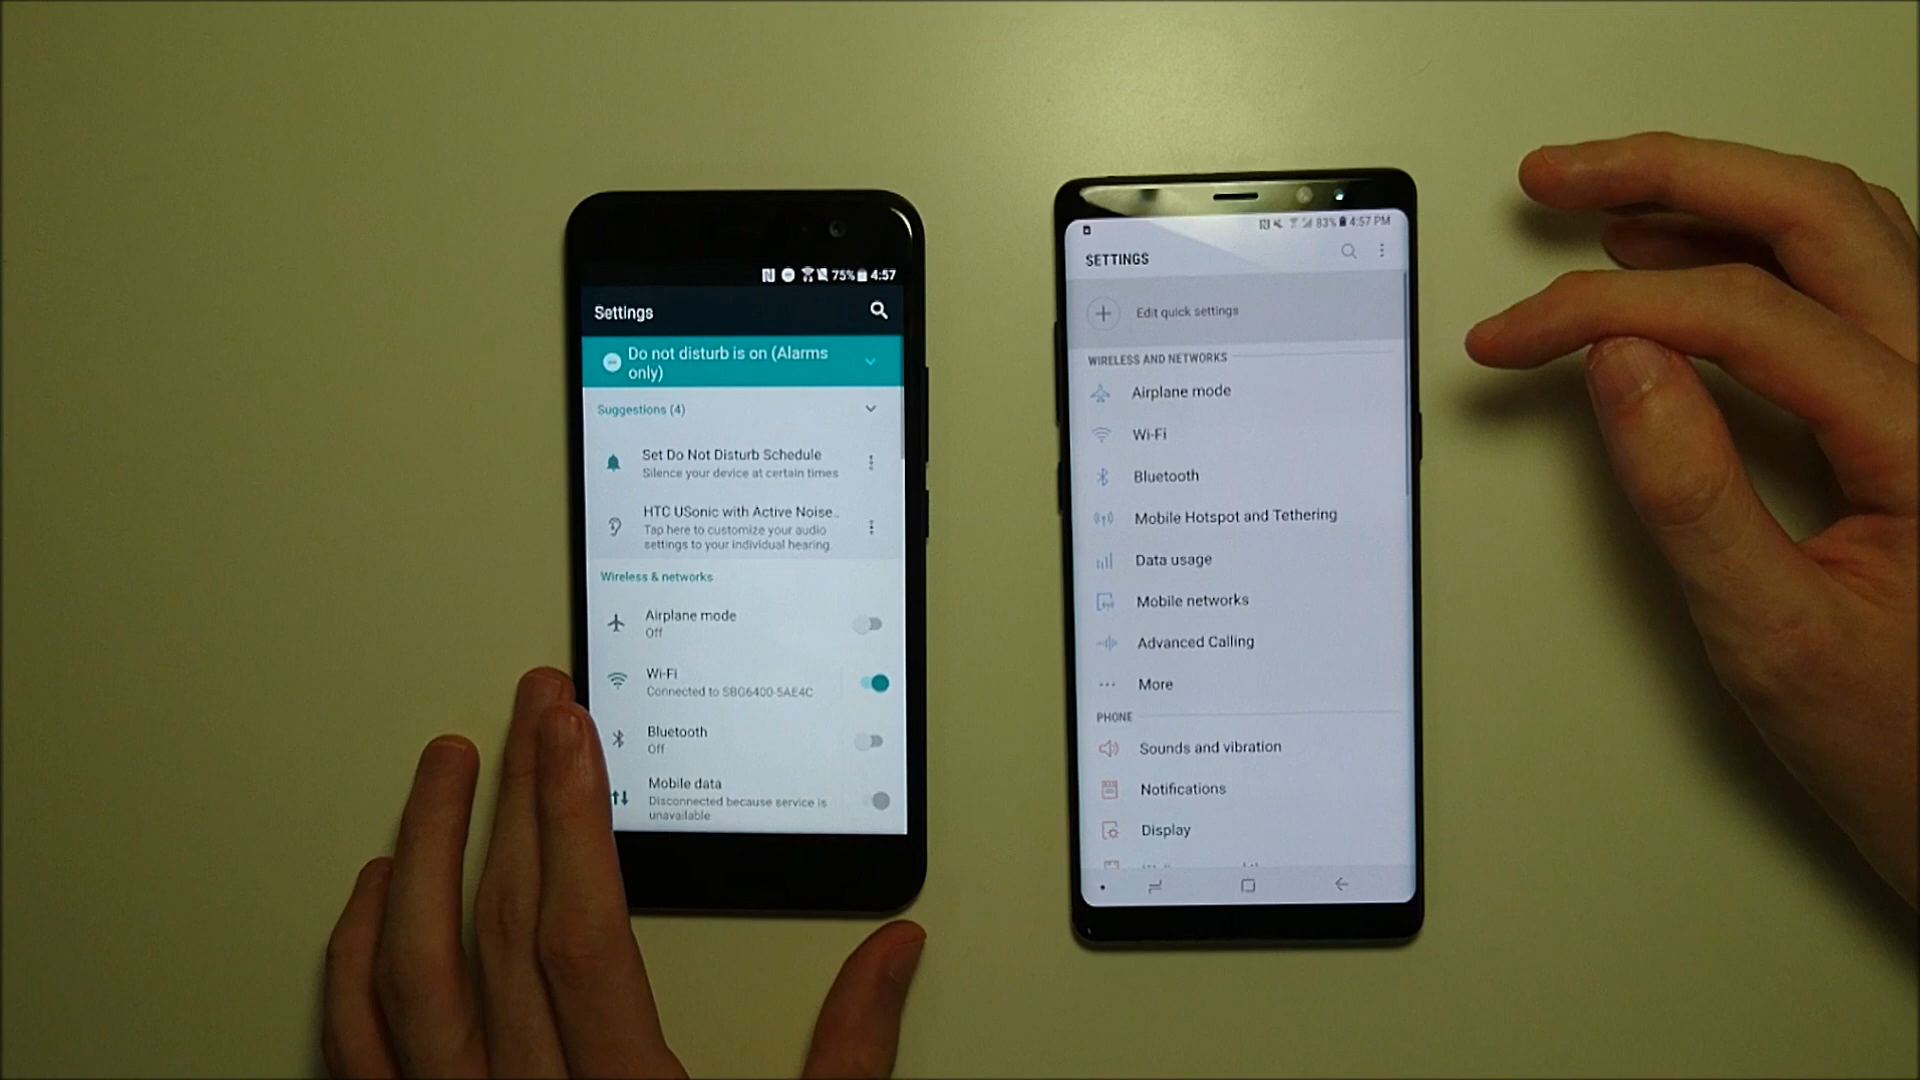 75% 4:57
Settings
Do not disturb is on (Alarms
only)
Suggestions (4)
Set Do Not Disturb Schedule
Silence your device at certain times
HTC USonic with Active Noise..
Tap here to customize your audio
settings to your individual hearing.
Wireless & networks
Airplane mode
Off
Wi-Fi
Connected to SBG6400-5AE4C
Bluetooth
Off
Mobile data
Disconnected because service is
unavailable
83% 4:57 PM
SETTINGS
Edit quick settings
WIRELESS AND NETWORKS
Airplane mode
Wi-Fi
Bluetooth
Mobile Hotspot and Tethering
Data usage
Mobile networks
Advanced Calling
More
PHONE
Sounds and vibration
Notifications
Display